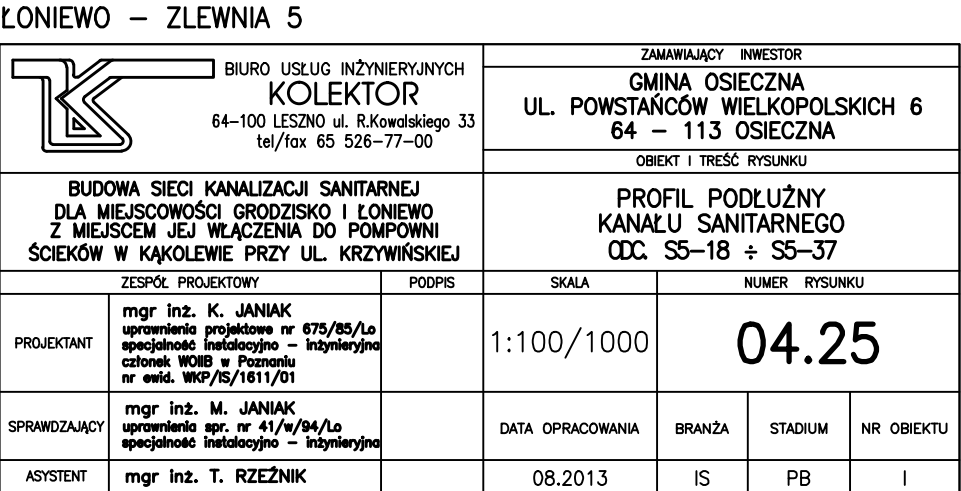 ŁONIEWO – ZLEWNIA 5
BIURO USŁUG INŻYNIERYJNYCH
KOLEKTOR
64–100 LESZNO ul. R.Kowalskiego 33
tel/fax 65 526–77–00
ZAMAWIAJĄCY INWESTOR
GMINA OSIECZNA
UL. POWSTAŃCÓW WIELKOPOLSKICH 6
64 – 113 OSIECZNA
OBIEKT I TREŚĆ RYSUNKU
BUDOWA SIECI KANALIZACJI SANITARNEJ
DLA MIEJSCOWOŚCI GRODZISKO I ŁONIEWO
Z MIEJSCEM JEJ WŁĄCZENIA DO POMPOWNI
ŚCIEKÓW W KĄKOLEWIE PRZY UL. KRZYWIŃSKIEJ
PROFIL PODŁUŻNY
KANAŁU SANITARNEGO
ODC. S5–18 ÷ S5–37
ZESPÓŁ PROJEKTOWY
PODPIS
SKALA
NUMER RYSUNKU
PROJEKTANT
mgr inż. K. JANIAK
uprawnienia projektowe nr 675/85/Lo
specjalność instalacyjno – inżynieryjna
członek WOIIB w Poznaniu
nr ewid. WKP/IS/1611/01
1:100/1000
04.25
SPRAWDZAJĄCY
mgr inż. M. JANIAK
uprawnienia spr. nr 41/w/94/Lo
specjalność instalacyjno – inżynieryjna
DATA OPRACOWANIA
BRANŻA
STADIUM
NR OBIEKTU
ASYSTENT
mgr inż. T. RZEŹNIK
08.2013
IS
PB
I